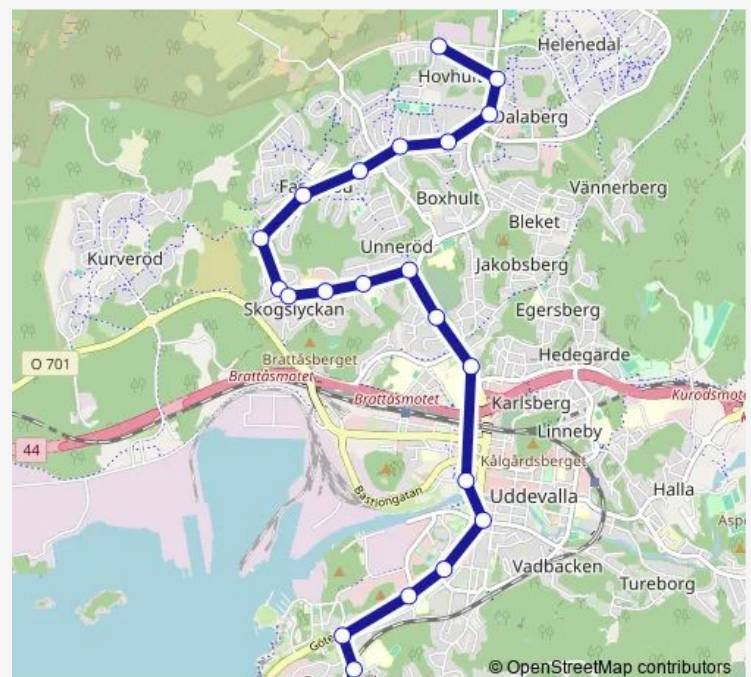 Helenedal
Hovhult
Dalaberg
Vännerberg
Boxhult
Bleket
Unneröd
Kurveröd
Jakobsberg
Skogslyckan
Egersberg
Brattåsberget
Hedegärde
O 701
Brattåsmotet
Brattåsmotet
Karlsberg
44
Linneby
Kålgårdsberget
Halla
Bastiongatan
Uddevalla
Vadbacken
Tureborg
© OpenStreetMap contributors